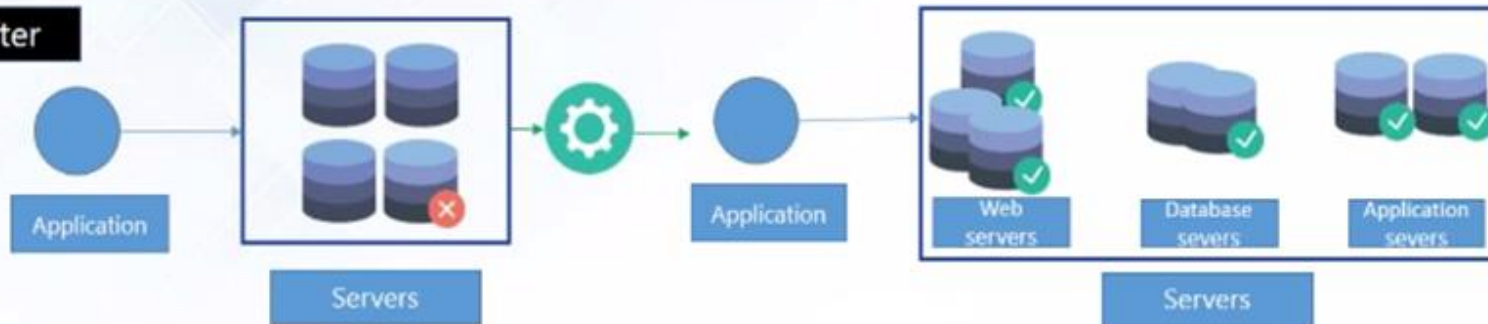 ter
Application
Servers
Application
Web
servers
Database
severs
Application
severs
Servers